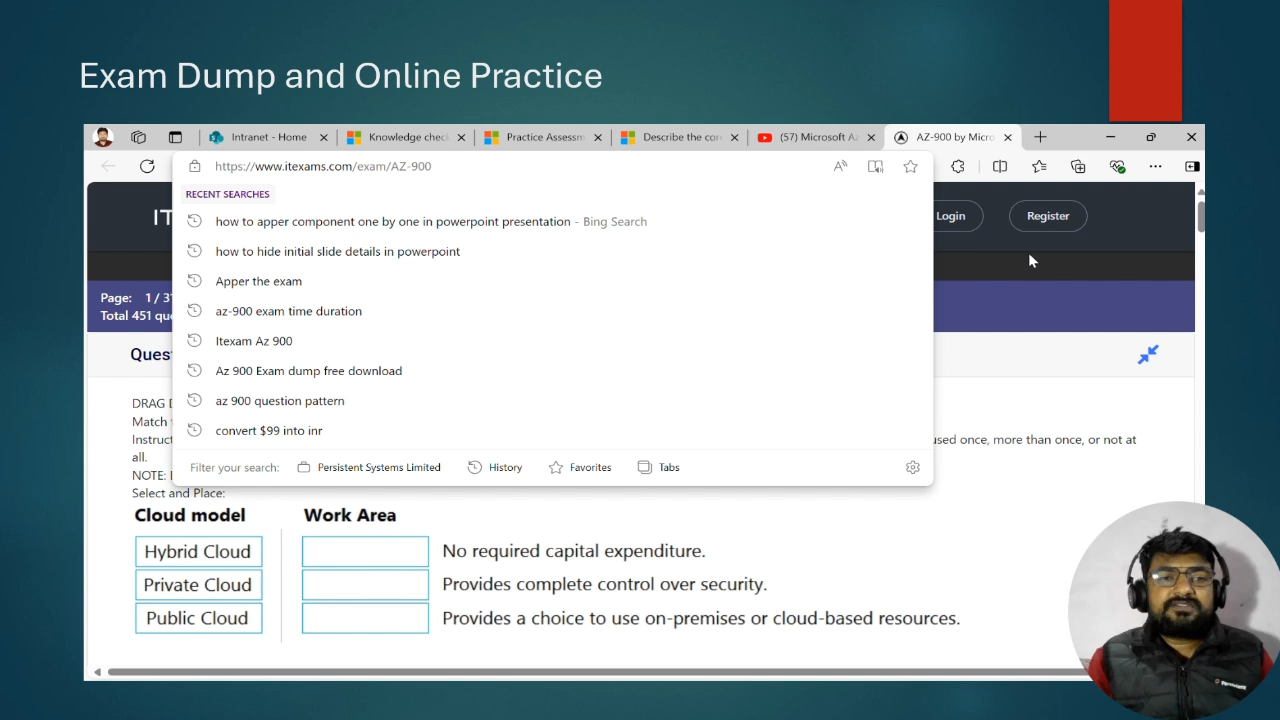 Exam Dump and Online Practice
Intranet - Home
Knowledge chec
Practice Assessm
Describe the cor
(57) Microsoft Az
AZ-900 by Micro
https://www.itexams.com/exam/AZ-900
RECENT SEARCHES
IT
Login
Register
how to apper component one by one in powerpoint presentation - Bing Search
how to hide initial slide details in powerpoint
Apper the exam
Page: 1 / 3
Total 451 que
az-900 exam time duration
Itexam Az 900
Ques
Az 900 Exam dump free download
az 900 question pattern
DRAG D
Match
convert $99 into inr
Instruct
used once, more than once, or not at
all.
Filter your search:
Persistent Systems Limited
History
Favorites
Tabs
NOTE:
Select and Place:
Cloud model
Work Area
Hybrid Cloud
No required capital expenditure.
Private Cloud
Provides complete control over security.
Public Cloud
Provides a choice to use on-premises or cloud-based resources.